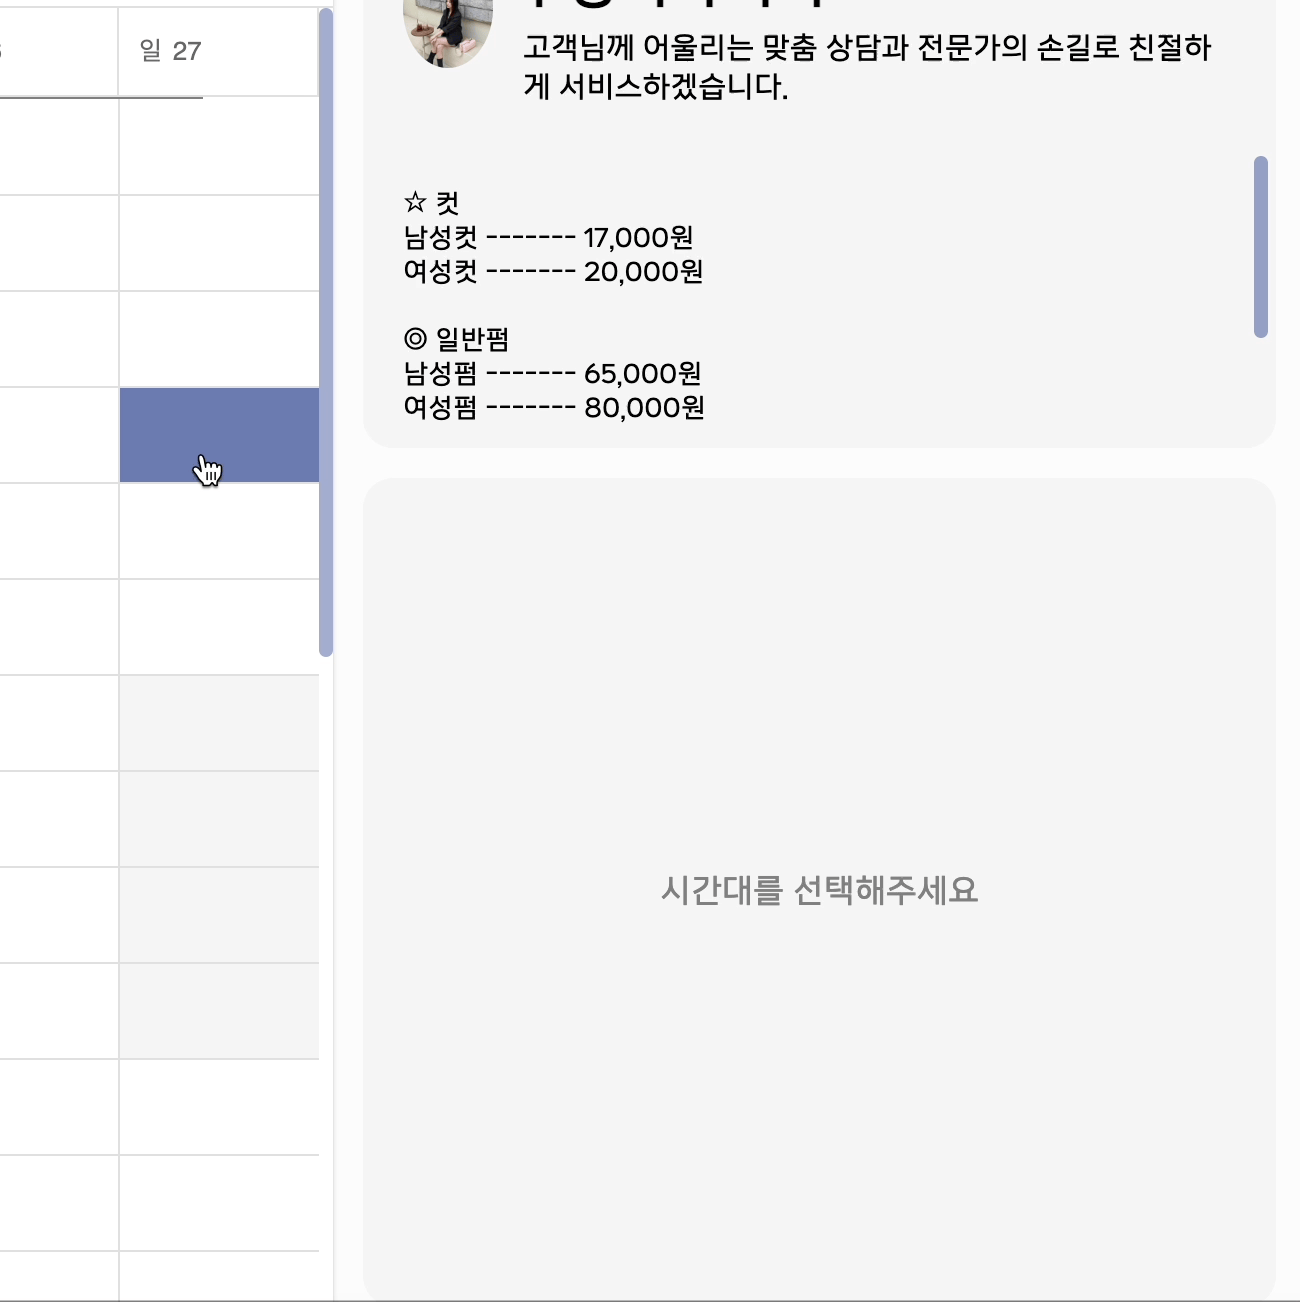 일 27
고객님께 어울리는 맞춤 상담과 전문가의 손길로 친절하
게 서비스하겠습니다.
☆ 컷
남성컷 ------- 17,000원
여성컷 ------- 20,000원
◎ 일반펌
남성펌 ------- 65,000원
여성펌 ------- 80,000원
시간대를 선택해주세요